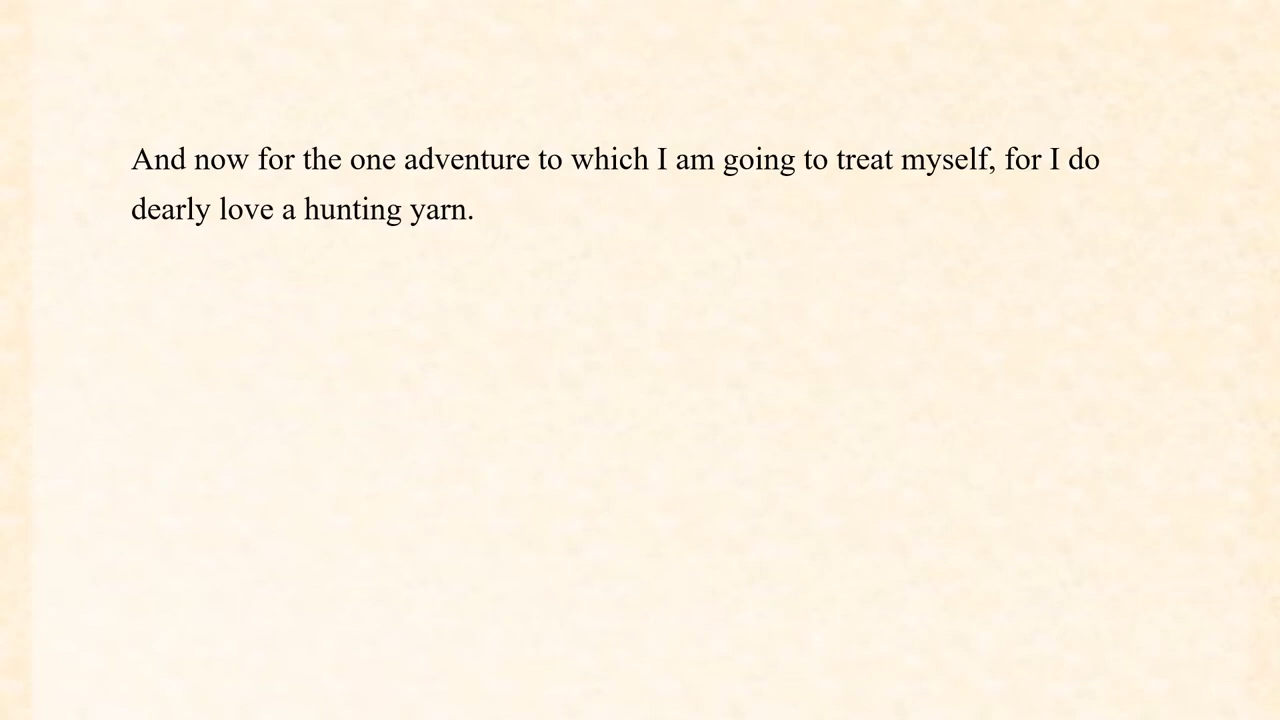 And now for the one adventure to which I am going to treat myself, for I do
dearly love a hunting yarn.